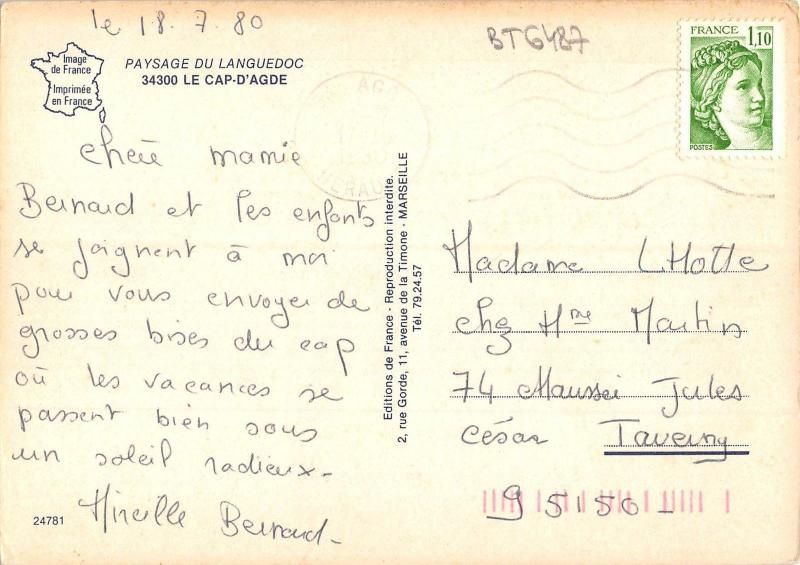 le 18.7.80
BT6487
Image
de France
Imprimée
en France
PAYSAGE DU LANGUEDOC
34300 LE CAP-D'AGDE
FRANCE 1,10
POSTES
HERAULT
chère mamie
Bernard et les enfants
se joignent à moi
pour vous envoyer de
grosses bises du cap
où les vacances se
passent bien sous
un soleil radieux-
Mireille Bernard-
24781
Editions de France - Reproduction interdite.
2, rue Gorde, 11, avenue de la Timone - MARSEILLE
Tél. 79.24.57
Madame LHotte
chez Mme Martin
74 Jules
César Taverny
95150-